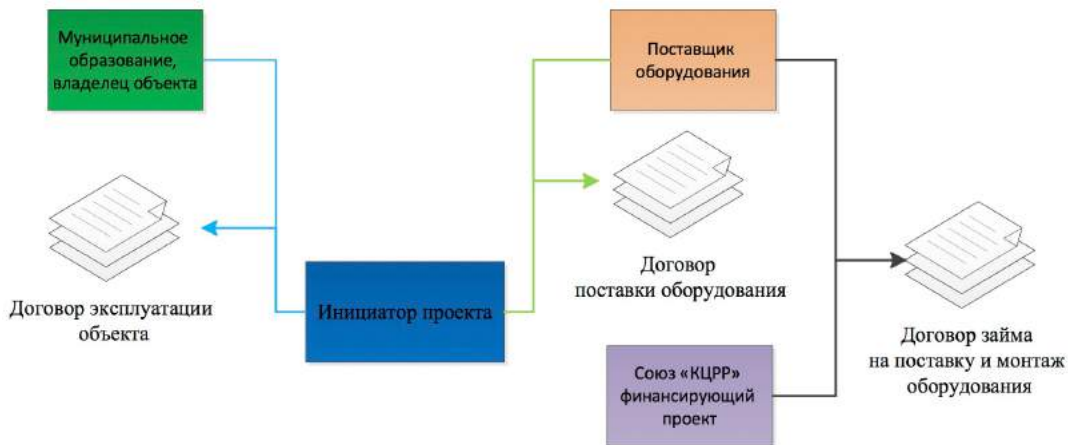 Муниципальное
образование,
владелец объекта
Поставщик
оборудования
Договор эксплуатации
объекта
Инициатор проекта
Договор
поставки оборудования
Союз «КЦРР»
финансирующий
проект
Договор займа
на поставку и монтаж
оборудования